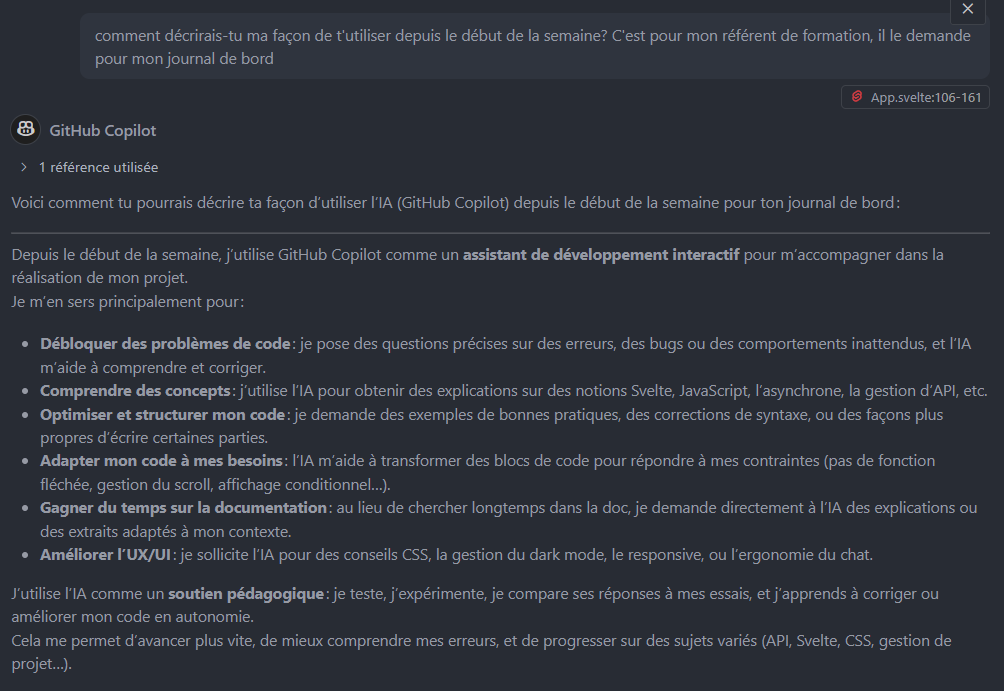 comment décrirais-tu ma façon de t'utiliser depuis le début de la semaine? C'est pour mon référent de formation, il le demande
pour mon journal de bord
App.svelte:106-161
GitHub Copilot
1 référence utilisée
Voici comment tu pourrais décrire ta façon d'utiliser l'IA (GitHub Copilot) depuis le début de la semaine pour ton journal de bord :
Depuis le début de la semaine, j'utilise GitHub Copilot comme un assistant de développement interactif pour m'accompagner dans la
réalisation de mon projet.
Je m'en sers principalement pour :
• Débloquer des problèmes de code : je pose des questions précises sur des erreurs, des bugs ou des comportements inattendus, et l'IA
m'aide à comprendre et corriger.
• Comprendre des concepts : j'utilise l'IA pour obtenir des explications sur des notions Svelte, JavaScript, l'asynchrone, la gestion d'API, etc.
• Optimiser et structurer mon code : je demande des exemples de bonnes pratiques, des corrections de syntaxe, ou des façons plus
propres d'écrire certaines parties.
• Adapter mon code à mes besoins : l'IA m'aide à transformer des blocs de code pour répondre à mes contraintes (pas de fonction
fléchée, gestion du scroll, affichage conditionnel…).
• Gagner du temps sur la documentation : au lieu de chercher longtemps dans la doc, je demande directement à l'IA des explications ou
des extraits adaptés à mon contexte.
• Améliorer l'UX/UI : je sollicite l'IA pour des conseils CSS, la gestion du dark mode, le responsive, ou l'ergonomie du chat.
J'utilise l'IA comme un soutien pédagogique : je teste, j'expérimente, je compare ses réponses à mes essais, et j'apprends à corriger ou
améliorer mon code en autonomie.
Cela me permet d'avancer plus vite, de mieux comprendre mes erreurs, et de progresser sur des sujets variés (API, Svelte, CSS, gestion de
projet…).